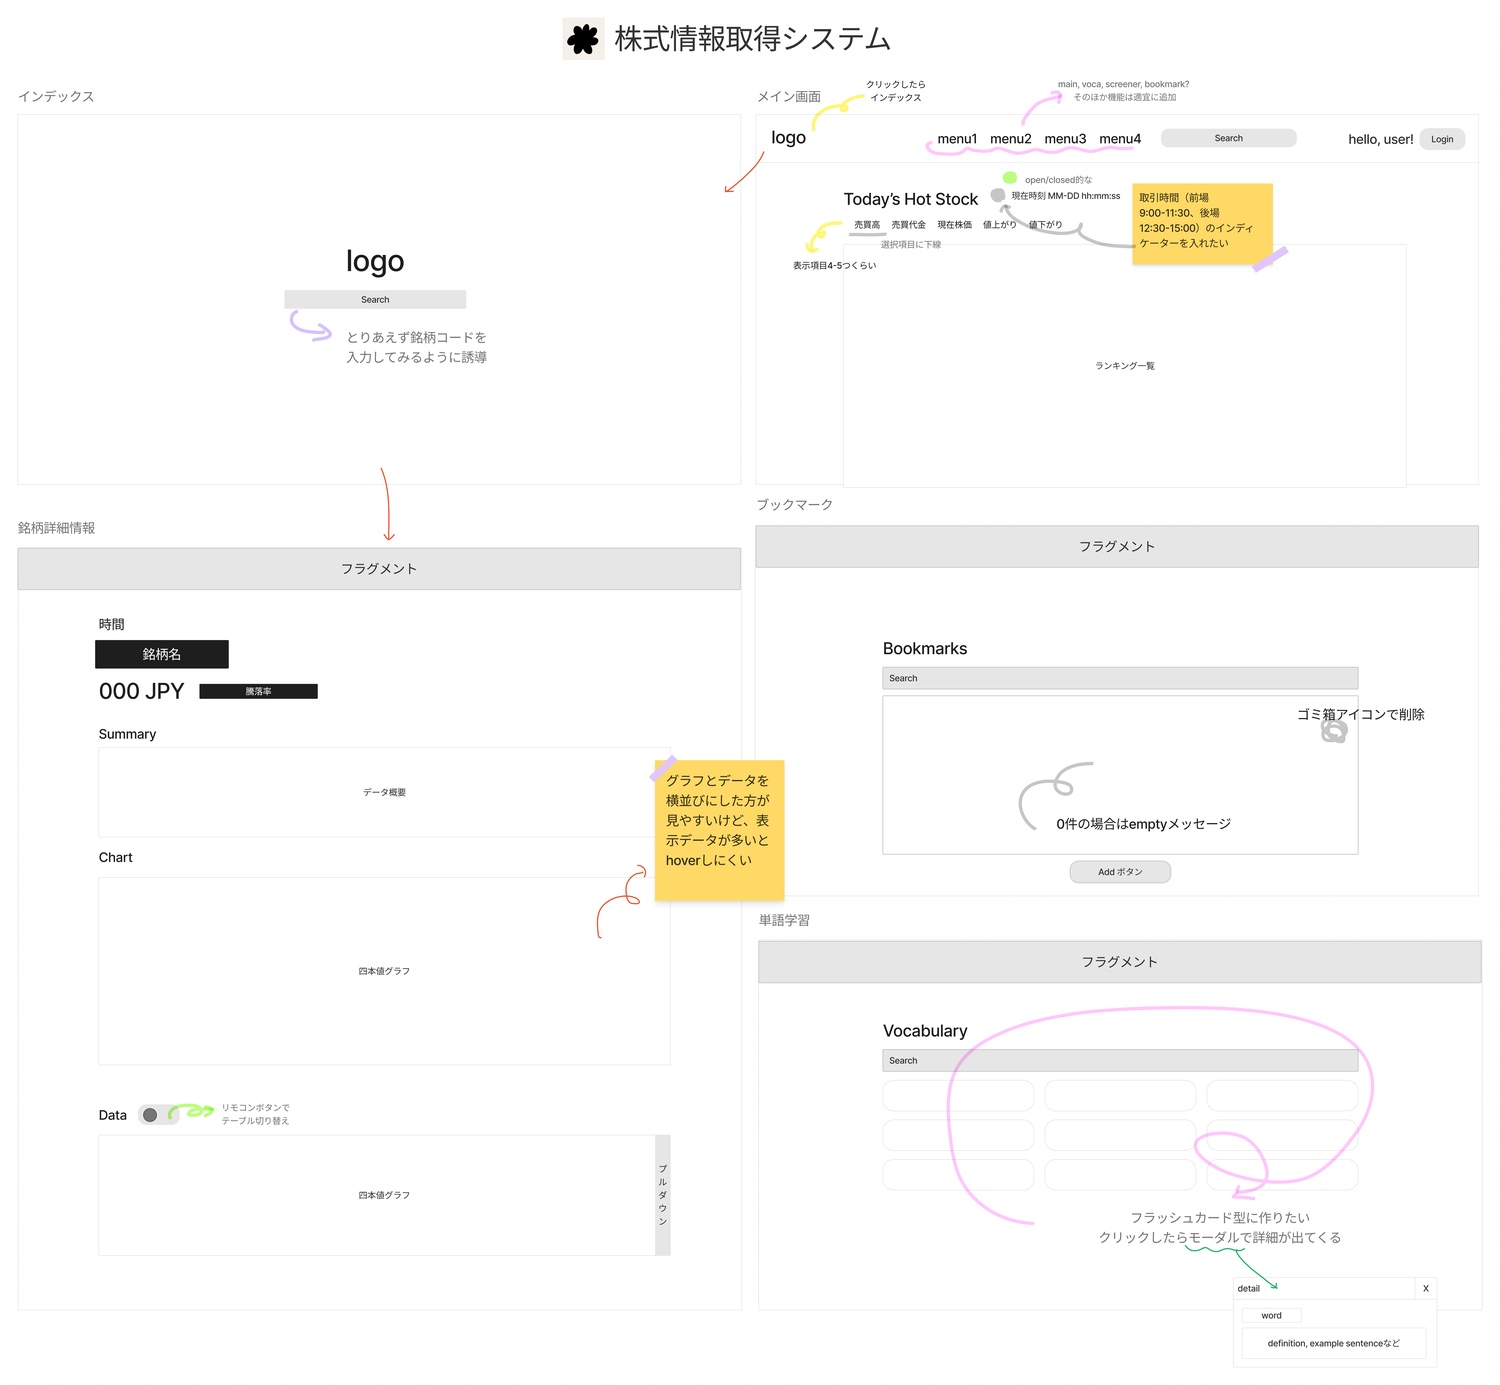 株式情報取得システム
インデックス
logo
Search
とりあえず銘柄コードを
入力してみるように誘導
メイン画面
クリックしたら
インデックス
main, voca, screener, bookmark?
そのほか機能は適宜に追加
logo
menu1 menu2 menu3 menu4
Search
hello, user!
Login
open/closed的な
Today's Hot Stock
現在時刻 MM-DD hh:mm:ss
売買高 売買代金 現在株価 値上がり 値下がり
選択項目に下線
表示項目4-5つくらい
取引時間（前場
9:00-11:30、後場
12:30-15:00）のインディ
ケーターを入れたい
ランキング一覧
銘柄詳細情報
フラグメント
時間
銘柄名
000 JPY
騰落率
Summary
データ概要
Chart
四本値グラフ
グラフとデータを
横並びにした方が
見やすいけど、表
示データが多いと
hoverしにくい
Data
リモコンボタンで
テーブル切り替え
四本値グラフ
プルダウン
ブックマーク
フラグメント
Bookmarks
Search
ゴミ箱アイコンで削除
0件の場合はemptyメッセージ
Add ボタン
単語学習
フラグメント
Vocabulary
Search
フラッシュカード型に作りたい
クリックしたらモーダルで詳細が出てくる
detail
X
word
definition, example sentenceなど